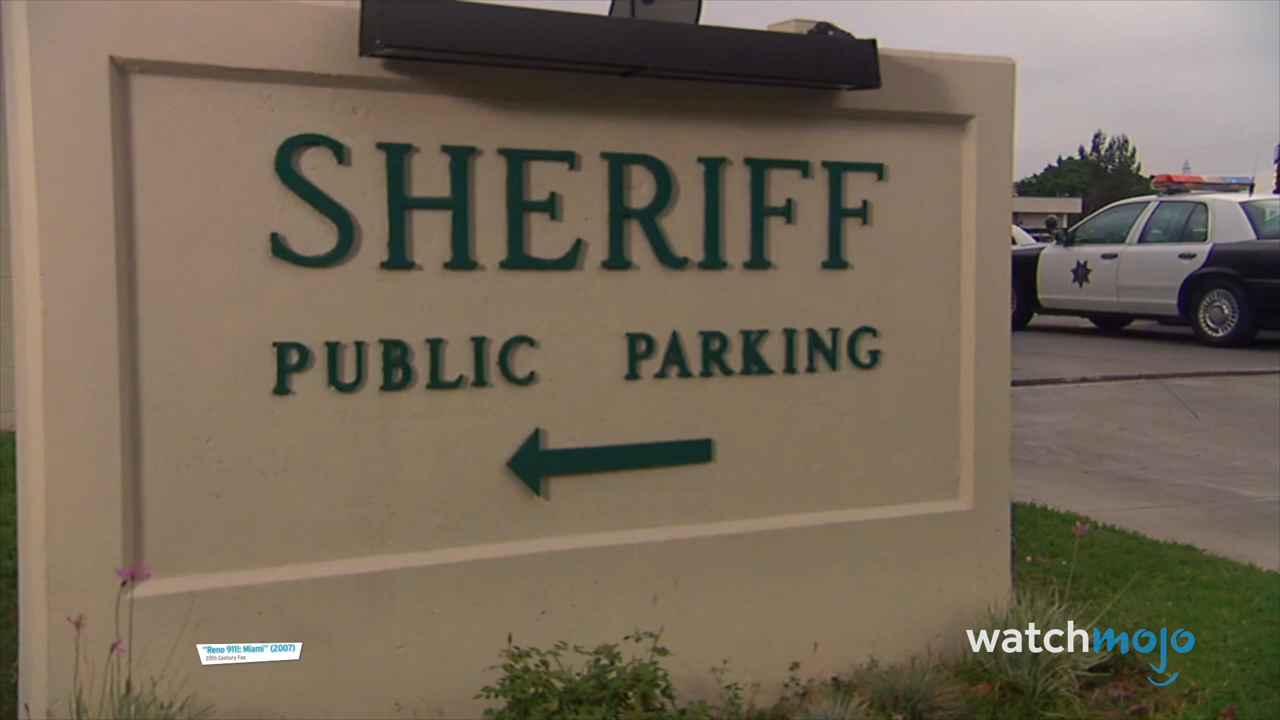 SHERIFF
PUBLIC PARKING
"Reno 911!: Miami" (2007)
20th Century Fox
watchmojo